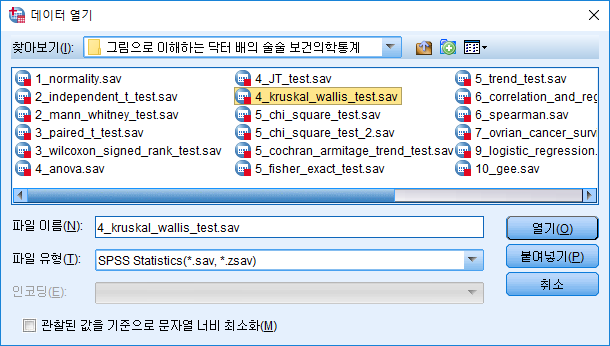 데이터 열기
찾아보기(I): 그림으로 이해하는 닥터 배의 술술 보건의학통계
1_normality.sav
2_independent_t_test.sav
2_mann_whitney_test.sav
3_paired_t_test.sav
3_wilcoxon_signed_rank_test.sav
4_anova.sav
4_JT_test.sav
4_kruskal_wallis_test.sav
5_chi_square_test.sav
5_chi_square_test_2.sav
5_cochran_armitage_trend_test.sav
5_fisher_exact_test.sav
5_trend_test.sav
6_correlation_and_reg
6_spearman.sav
7_ovrian_cancer_survi
9_logistic_regression.
10_gee.sav
파일 이름(N): 4_kruskal_wallis_test.sav 열기(O)
파일 유형(T): SPSS Statistics(*.sav, *.zsav) 붙여넣기(P)
인코딩(E): 취소
관찰된 값을 기준으로 문자열 너비 최소화(M)